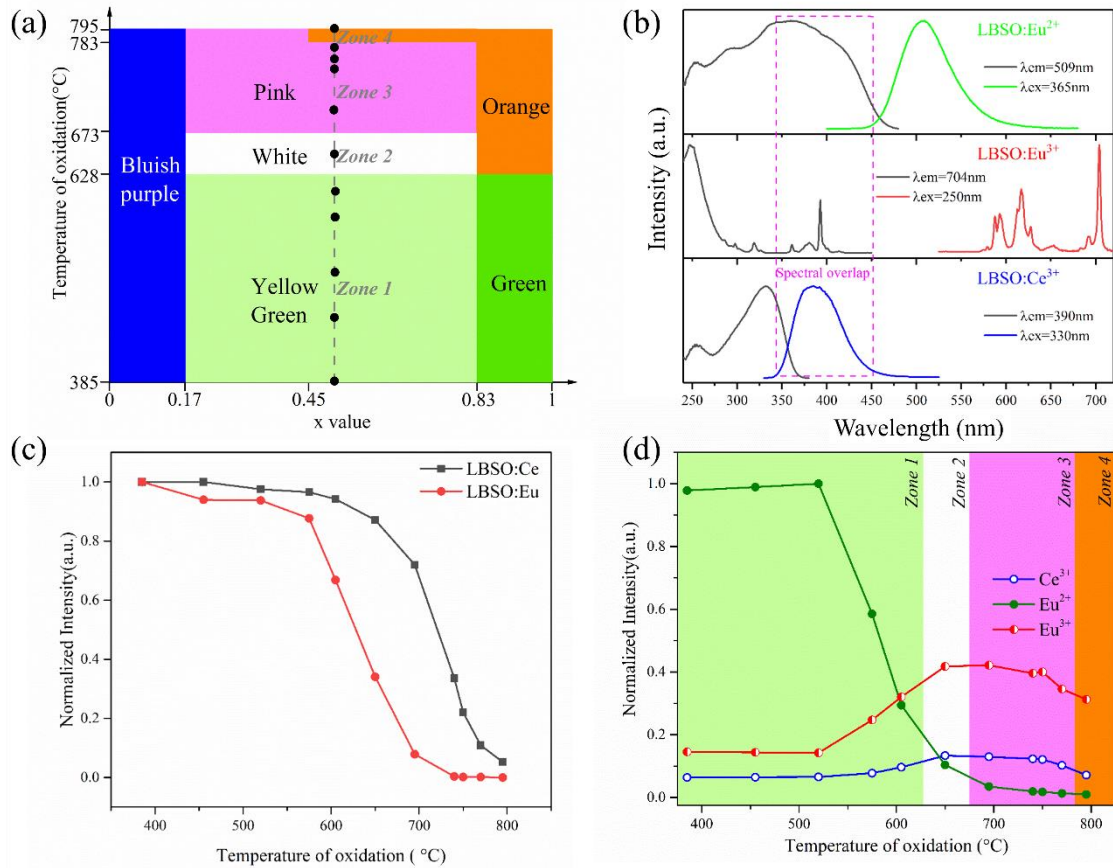 (a)
Temperature of oxidation(°C)
795
783
673
628
385
Bluish
purple
Pink
White
Yellow
Green
Orange
Green
Zone 4
Zone 3
Zone 2
Zone 1
0
0.17
0.45
0.83
1
x value
(b)
Intensity (a.u.)
LBSO:Eu²⁺
λem=509nm
λex=365nm
LBSO:Eu³⁺
λem=704nm
λex=250nm
Spectral overlap
LBSO:Ce³⁺
λem=390nm
λex=330nm
250 300 350 400 450 500 550 600 650 700
Wavelength (nm)
(c)
Normalized Intensity(a.u.)
1.0
0.8
0.6
0.4
0.2
0.0
LBSO:Ce
LBSO:Eu
400 500 600 700 800
Temperature of oxidation ( °C)
(d)
Normalized Intensity(a.u.)
1.0
0.8
0.6
0.4
0.2
0.0
Zone 1
Zone 2
Zone 3
Zone 4
Ce³⁺
Eu²⁺
Eu³⁺
400 500 600 700 800
Temperature of oxidation (°C)